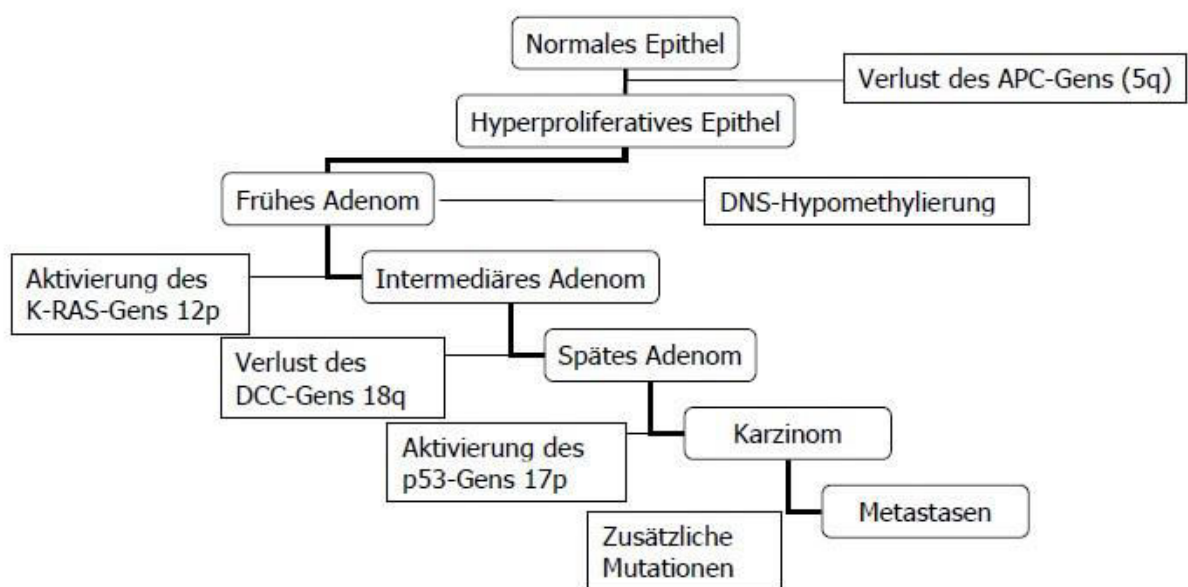 Normales Epithel
Verlust des APC-Gens (5q)
Hyperproliferatives Epithel
Frühes Adenom
DNS-Hypomethylierung
Aktivierung des
K-RAS-Gens 12p
Intermediäres Adenom
Verlust des
DCC-Gens 18q
Spätes Adenom
Aktivierung des
p53-Gens 17p
Karzinom
Metastasen
Zusätzliche
Mutationen